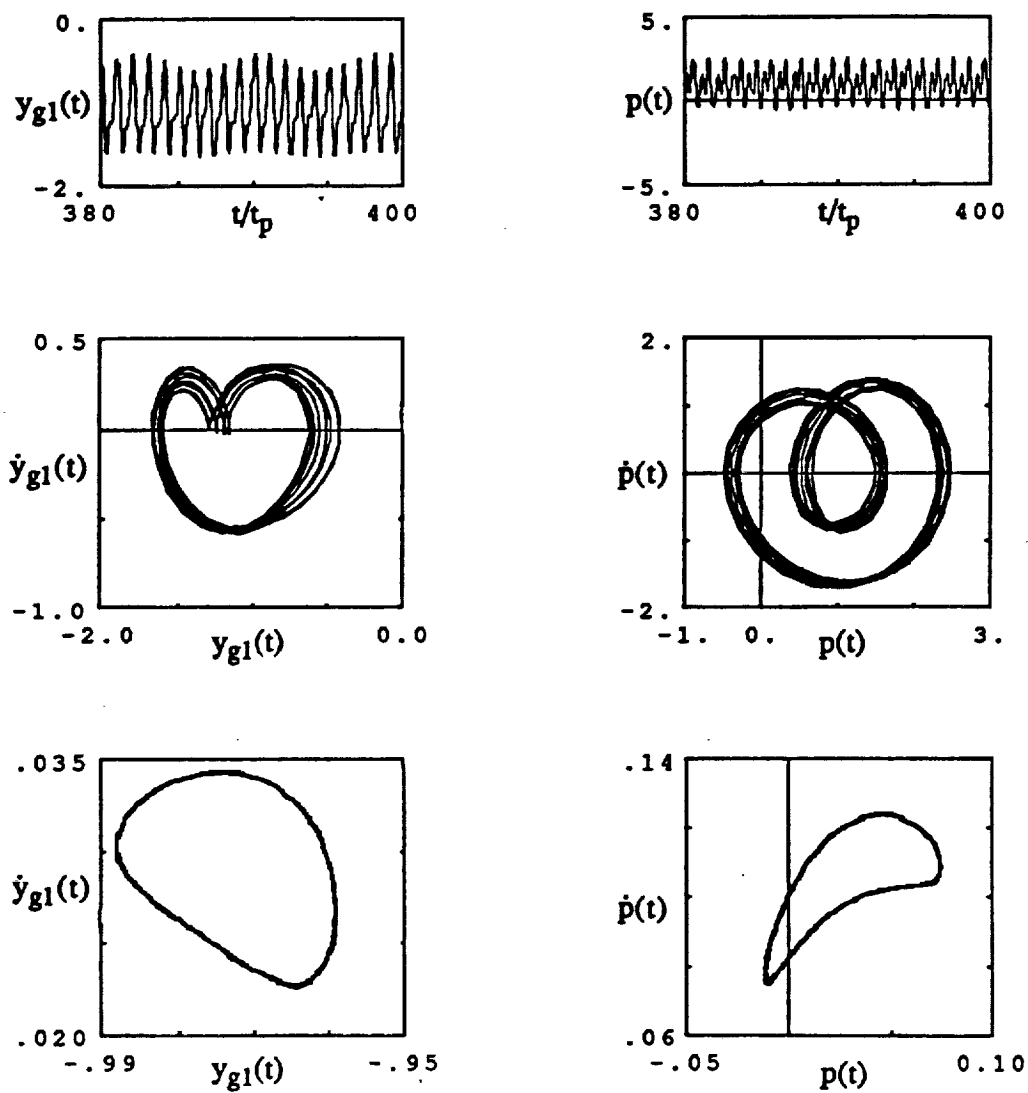 0.
y_g1(t)
-2.
380
t/t_p
400
5.
p(t)
-5.
380
t/t_p
400
0.5
ẏ_g1(t)
-1.0
-2.0
y_g1(t)
0.0
2.
ṗ(t)
-2.
-1.
0.
p(t)
3.
.035
ẏ_g1(t)
.020
-.99
y_g1(t)
-.95
.14
ṗ(t)
.06
-.05
p(t)
0.10